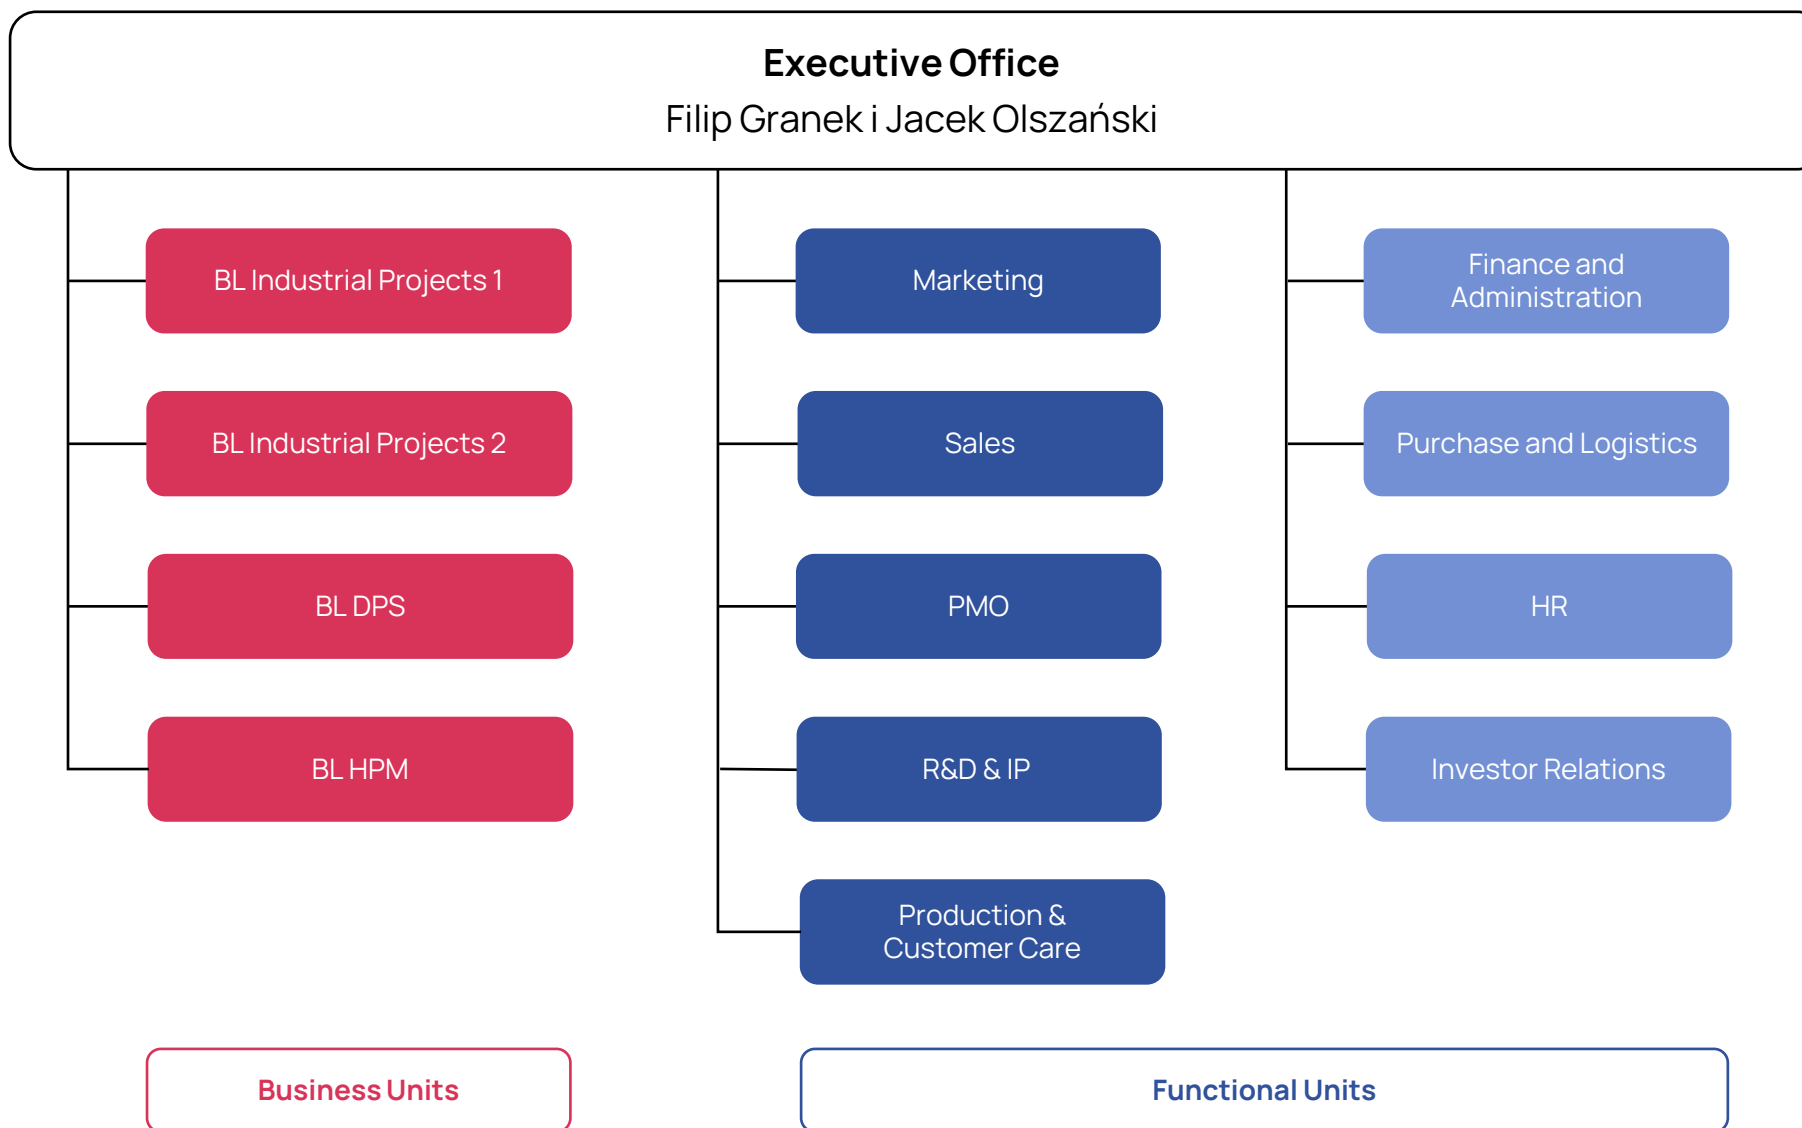 Executive Office
Filip Granek i Jacek Olszański
BL Industrial Projects 1
BL Industrial Projects 2
BL DPS
BL HPM
Marketing
Sales
PMO
R&D & IP
Production &
Customer Care
Finance and
Administration
Purchase and Logistics
HR
Investor Relations
Business Units
Functional Units